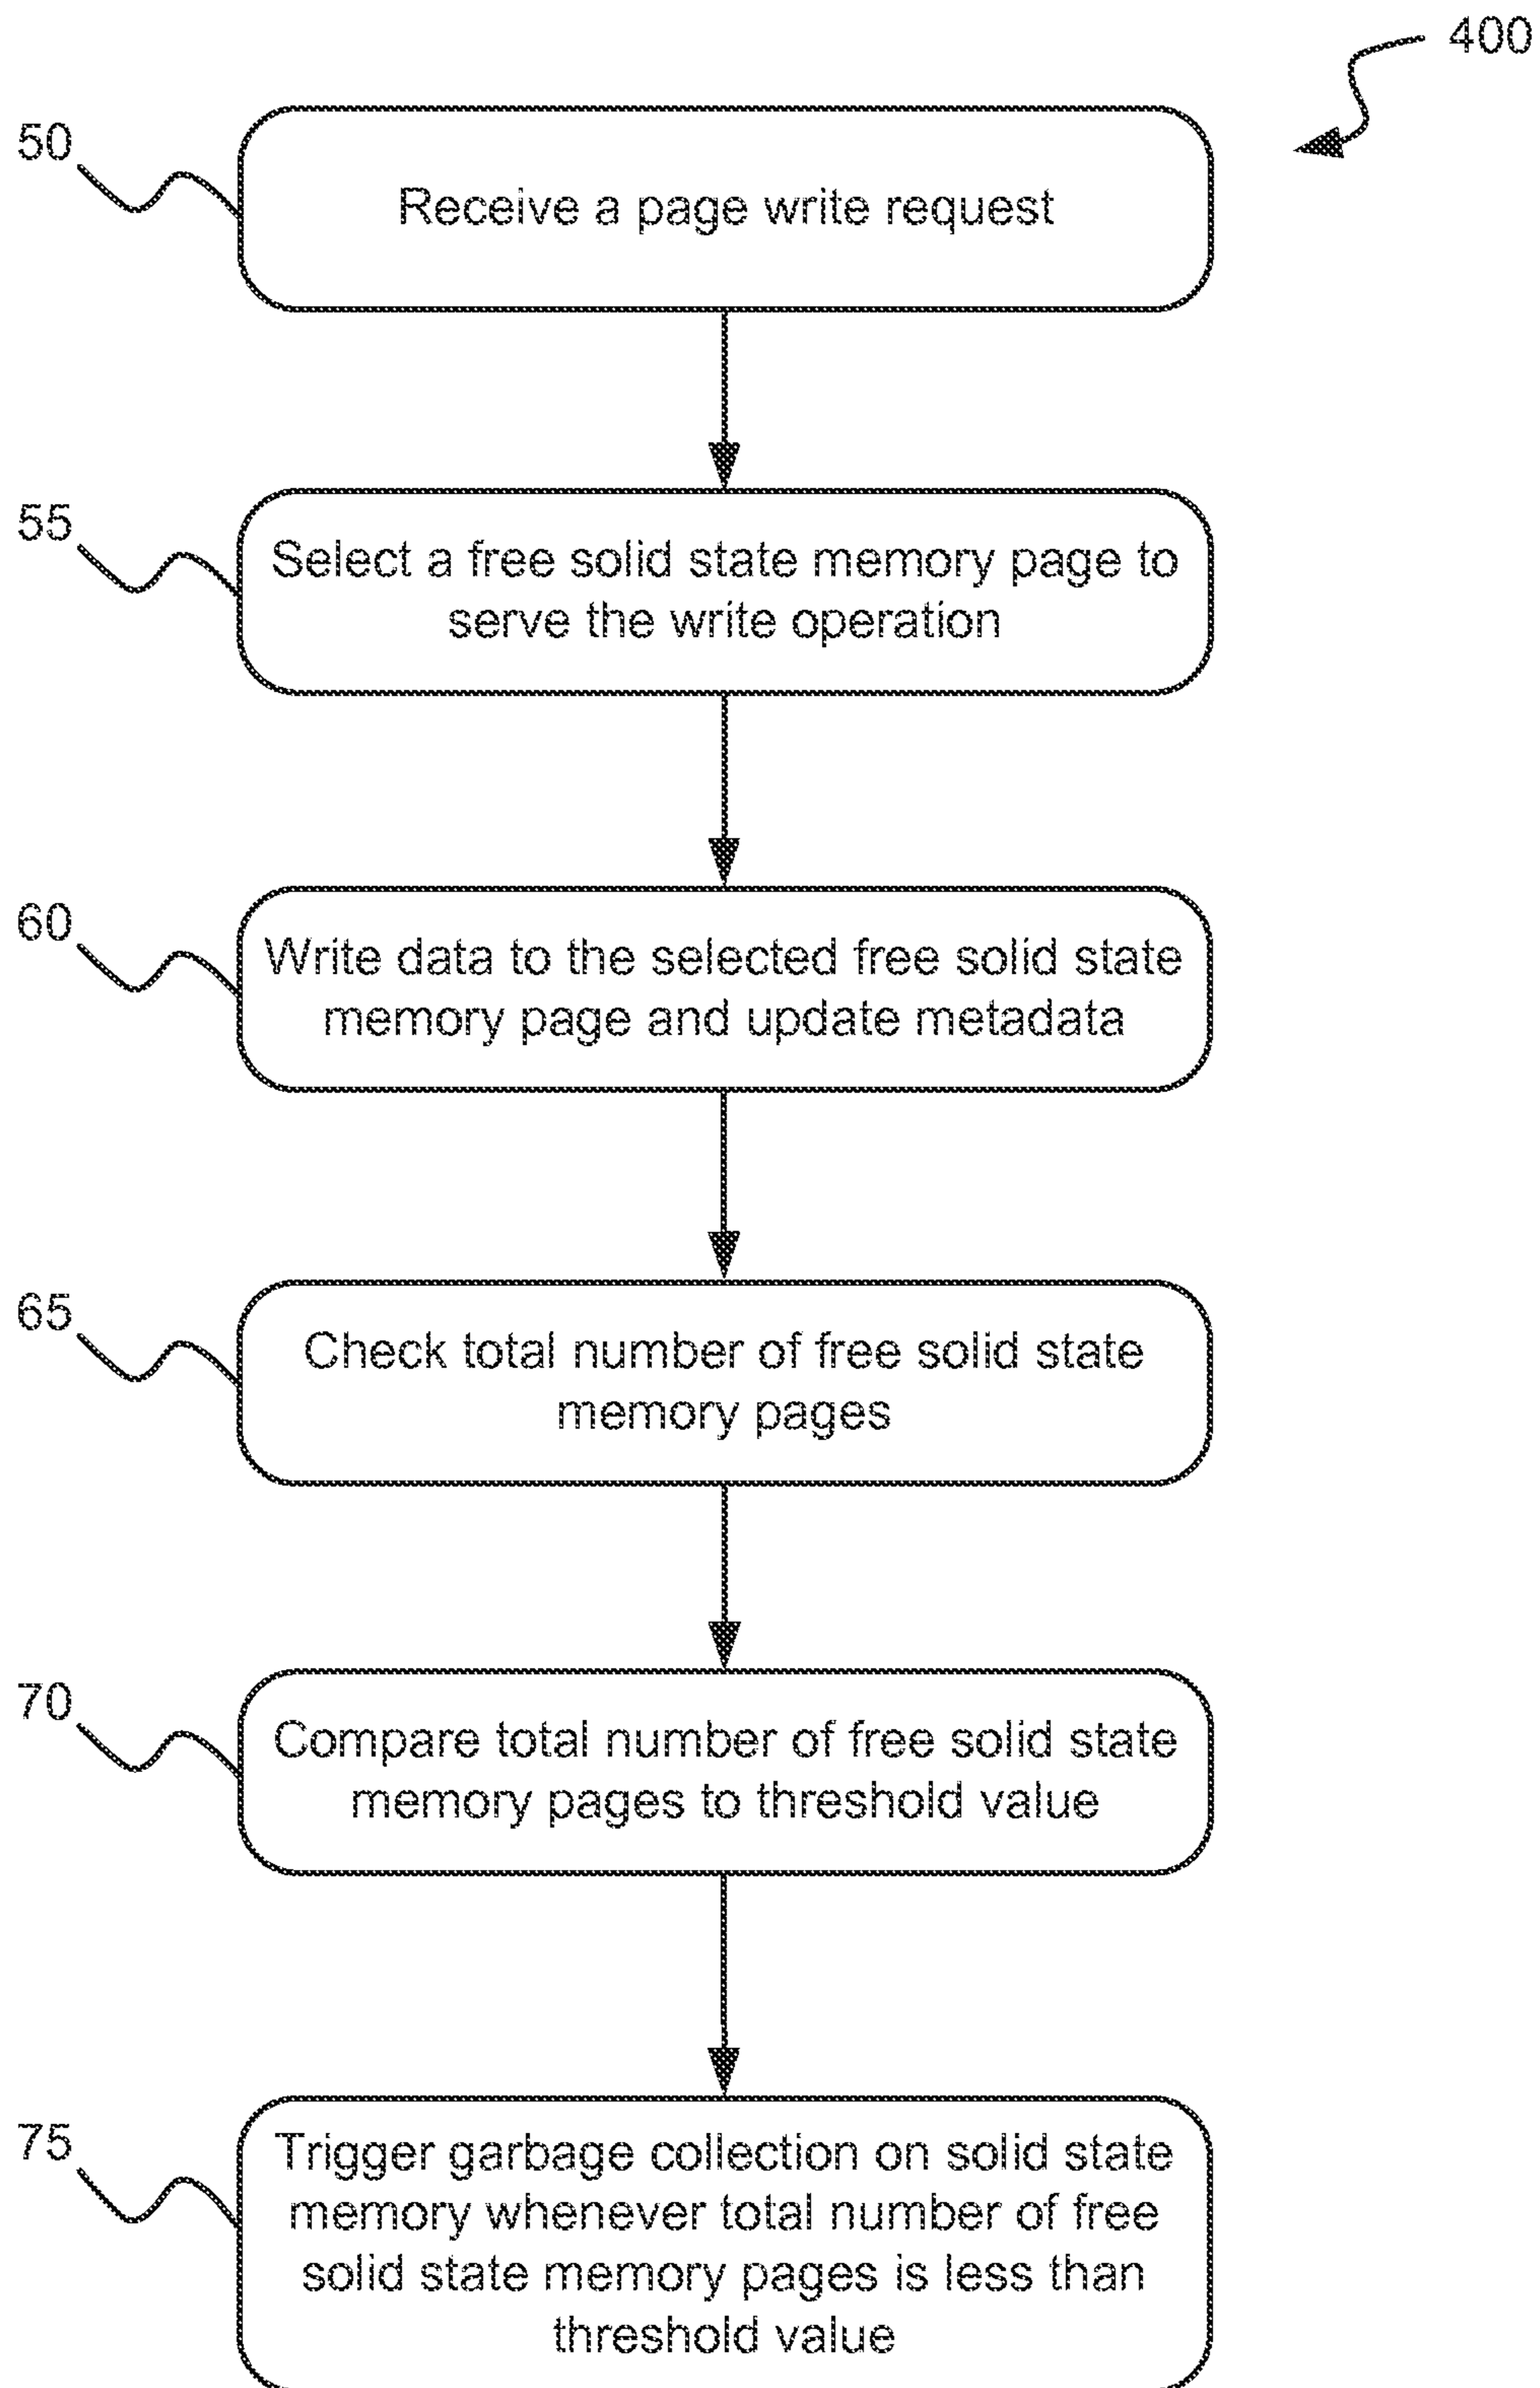 400
50
Receive a page write request
55
Select a free solid state memory page to
serve the write operation
60
Write data to the selected free solid state
memory page and update metadata
65
Check total number of free solid state
memory pages
70
Compare total number of free solid state
memory pages to threshold value
75
Trigger garbage collection on solid state
memory whenever total number of free
solid state memory pages is less than
threshold value